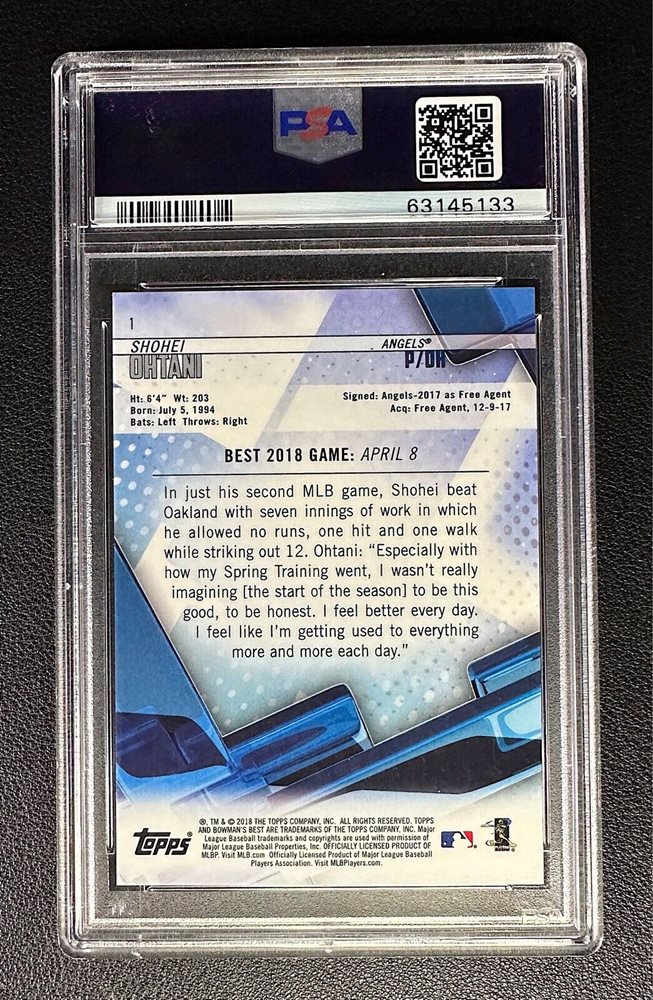 PSA
63145133
1
SHOHEI
OHTANI
ANGELS®
P/DH
Ht: 6'4" Wt: 203
Born: July 5, 1994
Bats: Left Throws: Right
Signed: Angels-2017 as Free Agent
Acq: Free Agent, 12-9-17
BEST 2018 GAME: APRIL 8
In just his second MLB game, Shohei beat
Oakland with seven innings of work in which
he allowed no runs, one hit and one walk
while striking out 12. Ohtani: “Especially with
how my Spring Training went, I wasn’t really
imagining [the start of the season] to be this
good, to be honest. I feel better every day.
I feel like I’m getting used to everything
more and more each day.”
Topps
®, TM & © 2018 THE TOPPS COMPANY, INC. ALL RIGHTS RESERVED. TOPPS
AND BOWMAN'S BEST ARE TRADEMARKS OF THE TOPPS COMPANY, INC. Major
League Baseball trademarks and copyrights are used with permission of
Major League Baseball Properties, Inc. OFFICIALLY LICENSED PRODUCT OF
MLBP. Visit MLB.com Officially Licensed Product of Major League Baseball
Players Association. Visit MLBPlayers.com.
PSA